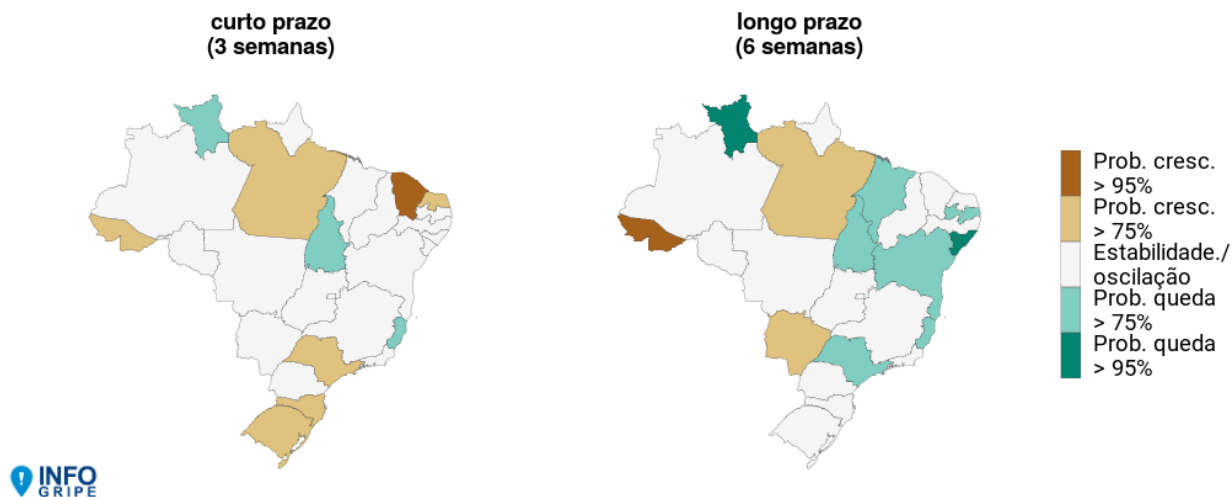 curto prazo
(3 semanas)
longo prazo
(6 semanas)
Prob. cresc.
> 95%
Prob. cresc.
> 75%
Estabilidade./
oscilação
Prob. queda
> 75%
Prob. queda
> 95%
INFO
GRIPE